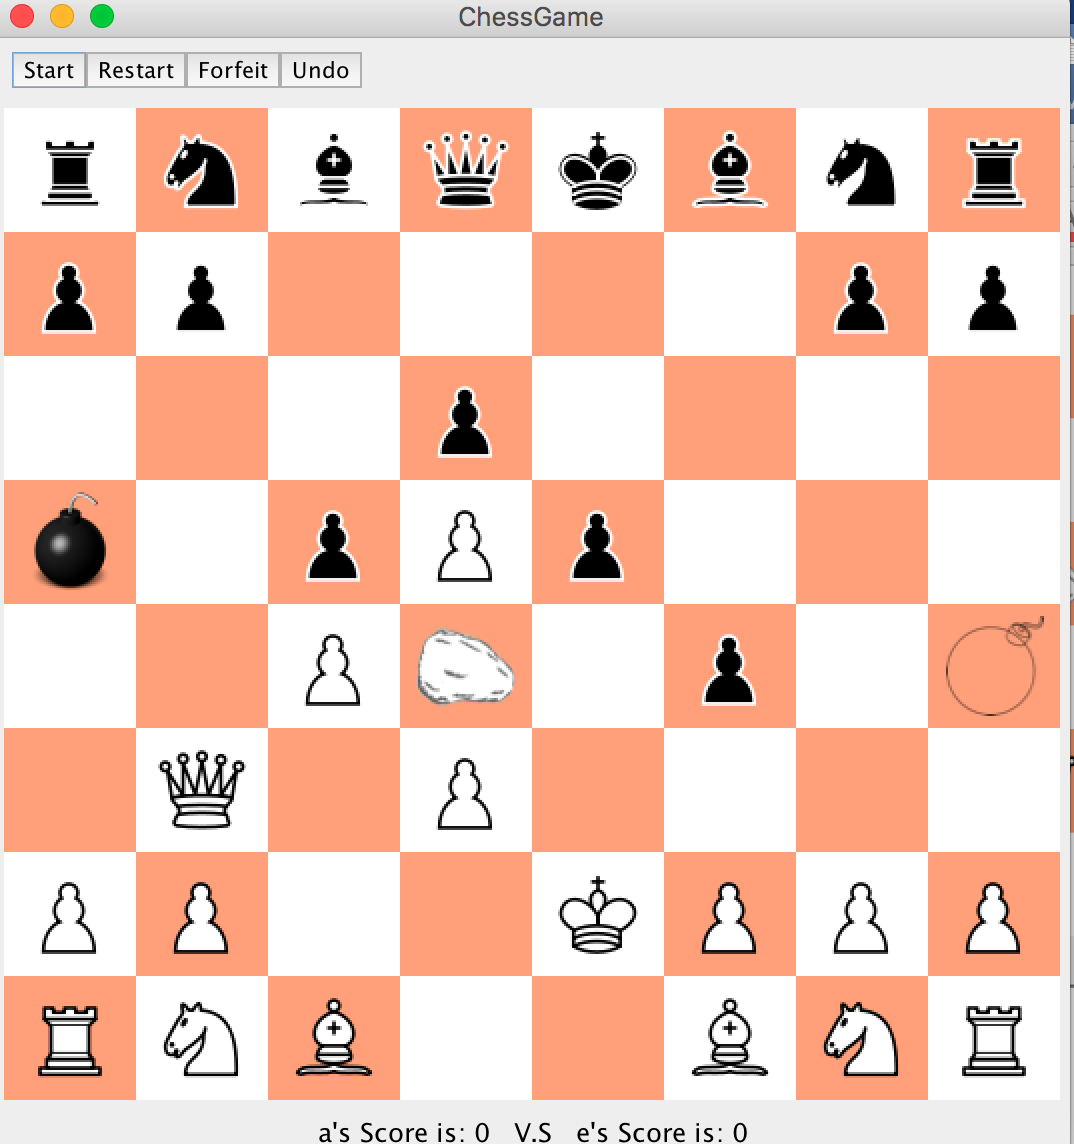 ChessGame
Start Restart Forfeit Undo
a's Score is: 0 V.S e's Score is: 0